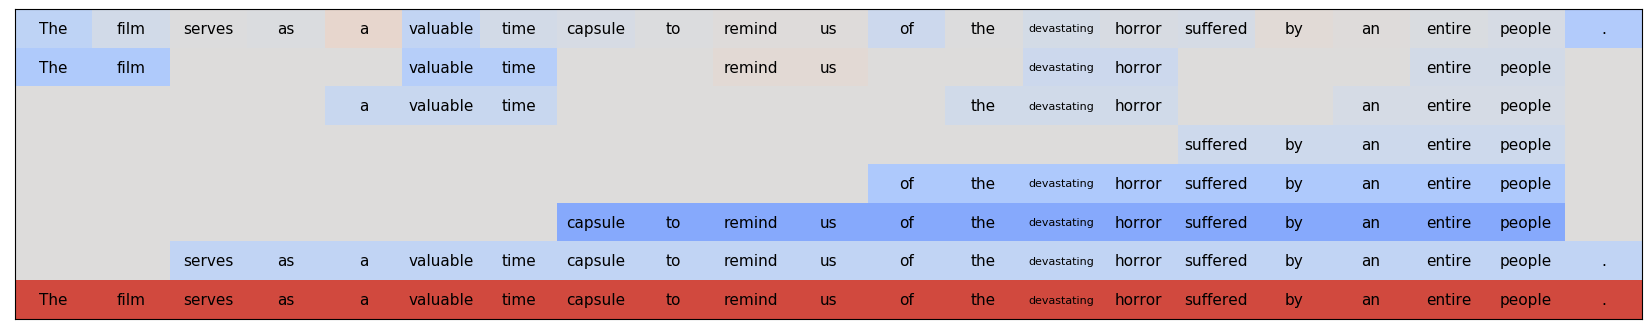 The film serves as a valuable time capsule to remind us of the devastating horror suffered by an entire people .
The film valuable time remind us devastating horror entire people
a valuable time the devastating horror an entire people
suffered by an entire people
of the devastating horror suffered by an entire people
capsule to remind us of the devastating horror suffered by an entire people
serves as a valuable time capsule to remind us of the devastating horror suffered by an entire people .
The film serves as a valuable time capsule to remind us of the devastating horror suffered by an entire people .